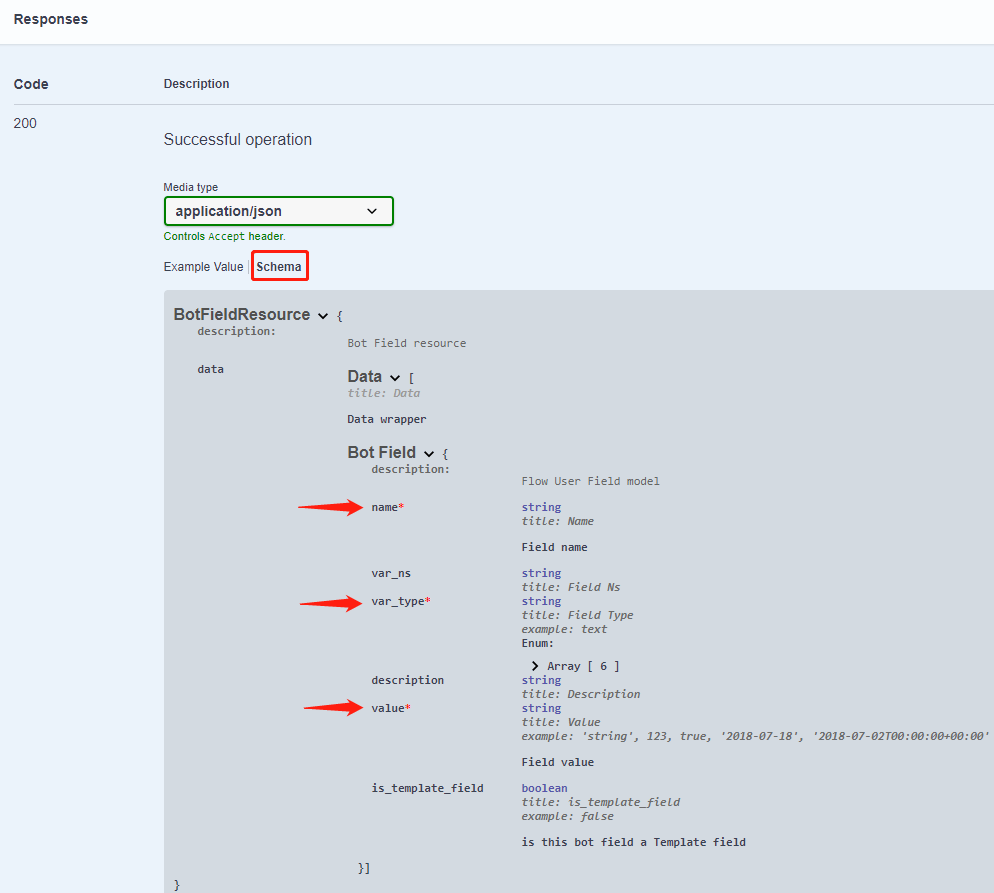 Responses
Code Description
200
Successful operation
Media type
application/json
Controls Accept header.
Example Value Schema
BotFieldResource {
description:
Bot Field resource
data
Data [
title: Data
Data wrapper
Bot Field {
description:
Flow User Field model
name* string
title: Name
Field name
var_ns string
title: Field Ns
var_type* string
title: Field Type
example: text
Enum:
Array [ 6 ]
description string
title: Description
value* string
title: Value
example: 'string', 123, true, '2018-07-18', '2018-07-02T00:00:00+00:00'
Field value
is_template_field boolean
title: is_template_field
example: false
is this bot field a Template field
}]
}